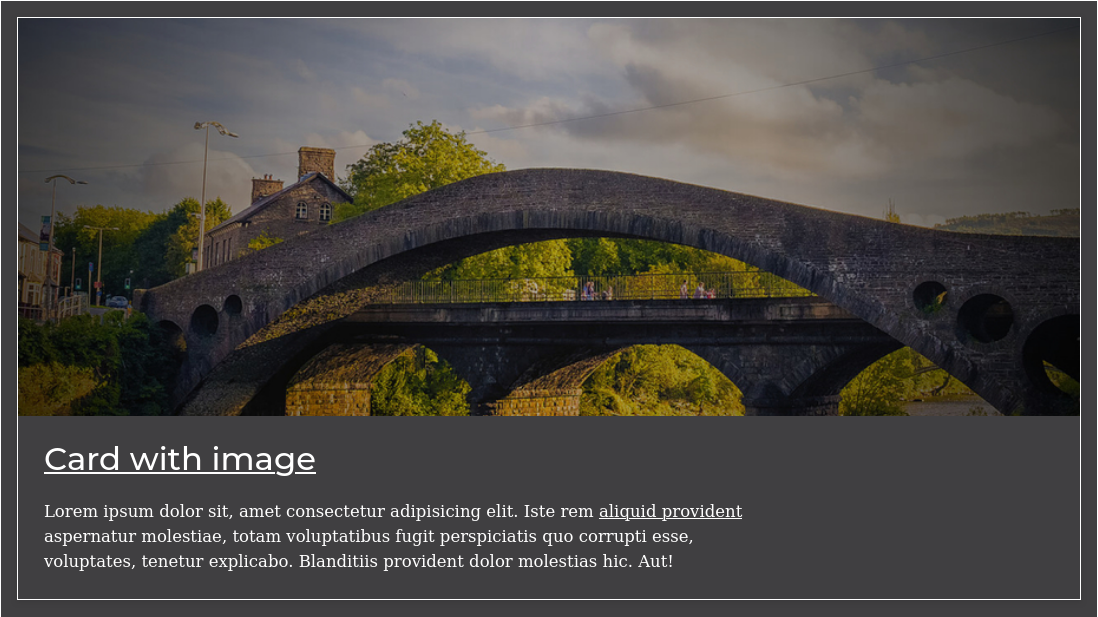 Card with image
Lorem ipsum dolor sit, amet consectetur adipisicing elit. Iste rem aliquid provident
aspernatur molestiae, totam voluptatibus fugit perspiciatis quo corrupti esse,
voluptates, tenetur explicabo. Blanditiis provident dolor molestias hic. Aut!